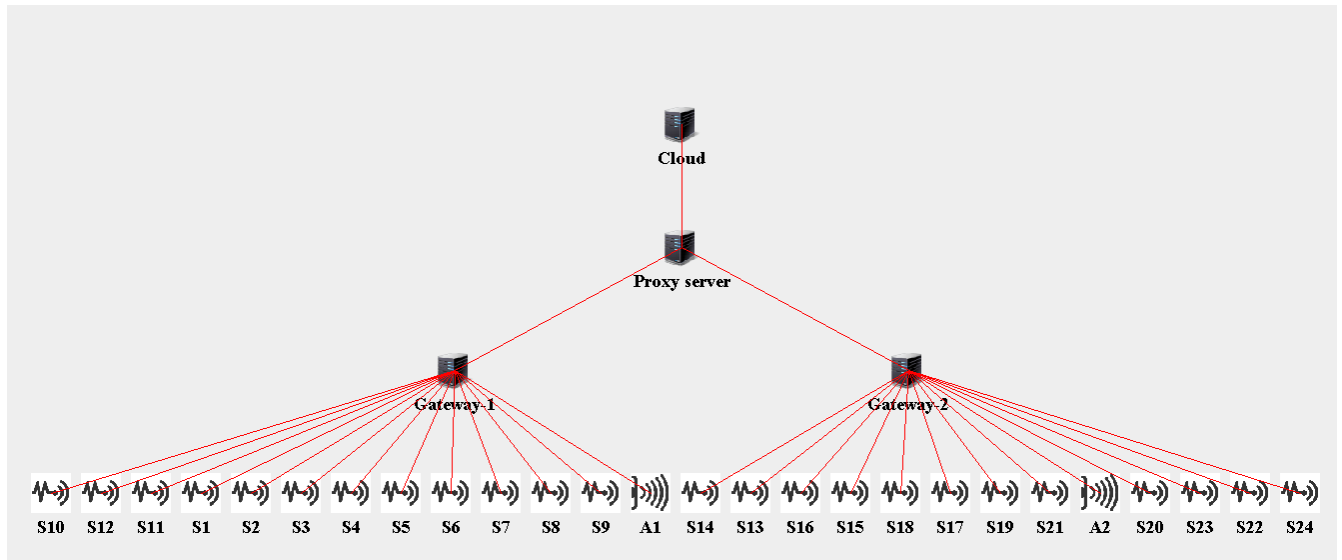 Cloud
Proxy server
Gateway-1 Gateway-2
S10 S12 S11 S1 S2 S3 S4 S5 S6 S7 S8 S9 A1 S14 S13 S16 S15 S18 S17 S19 S21 A2 S20 S23 S22 S24